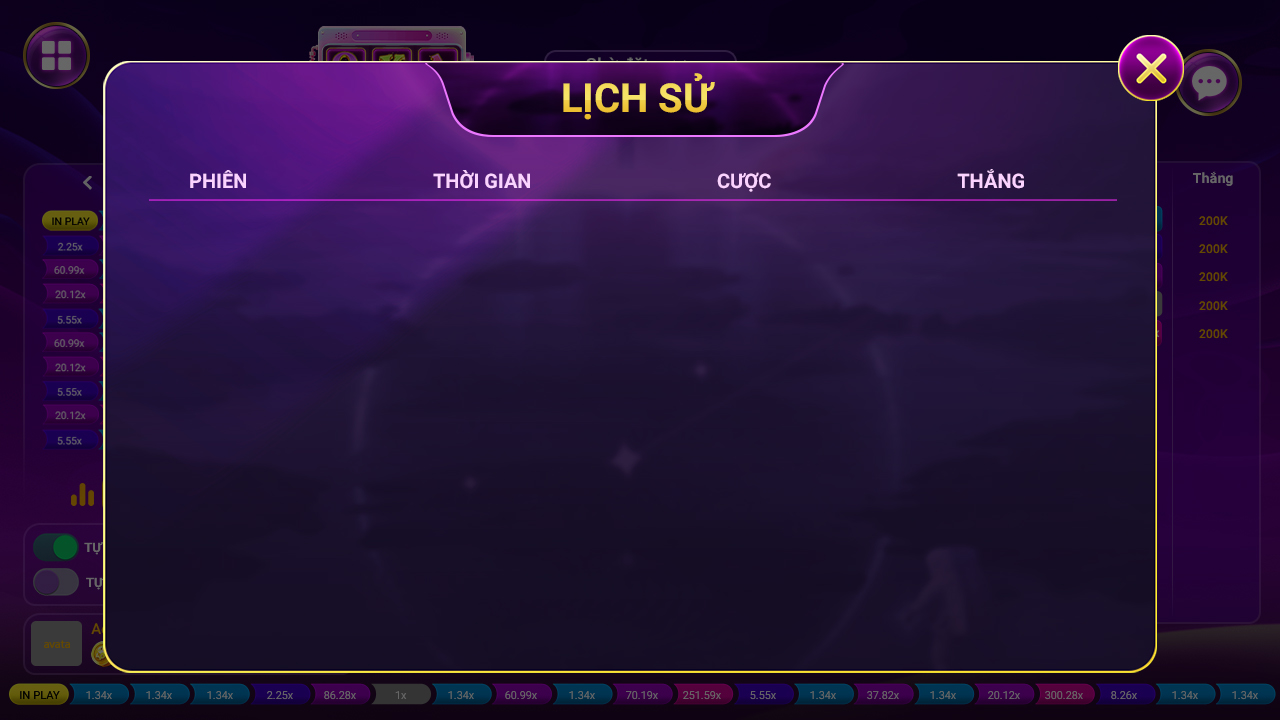 LỊCH SỬ
PHIÊN THỜI GIAN CƯỢC THẮNG
Thắng
IN PLAY
200K
2.25x
200K
60.99x
200K
20.12x
200K
5.55x
200K
60.99x
20.12x
5.55x
20.12x
5.55x
TỰ
TỰ
avata
IN PLAY 1.34x 1.34x 1.34x 2.25x 86.28x 1x 1.34x 60.99x 1.34x 70.19x 251.59x 5.55x 1.34x 37.82x 1.34x 20.12x 300.28x 8.26x 1.34x 1.34x